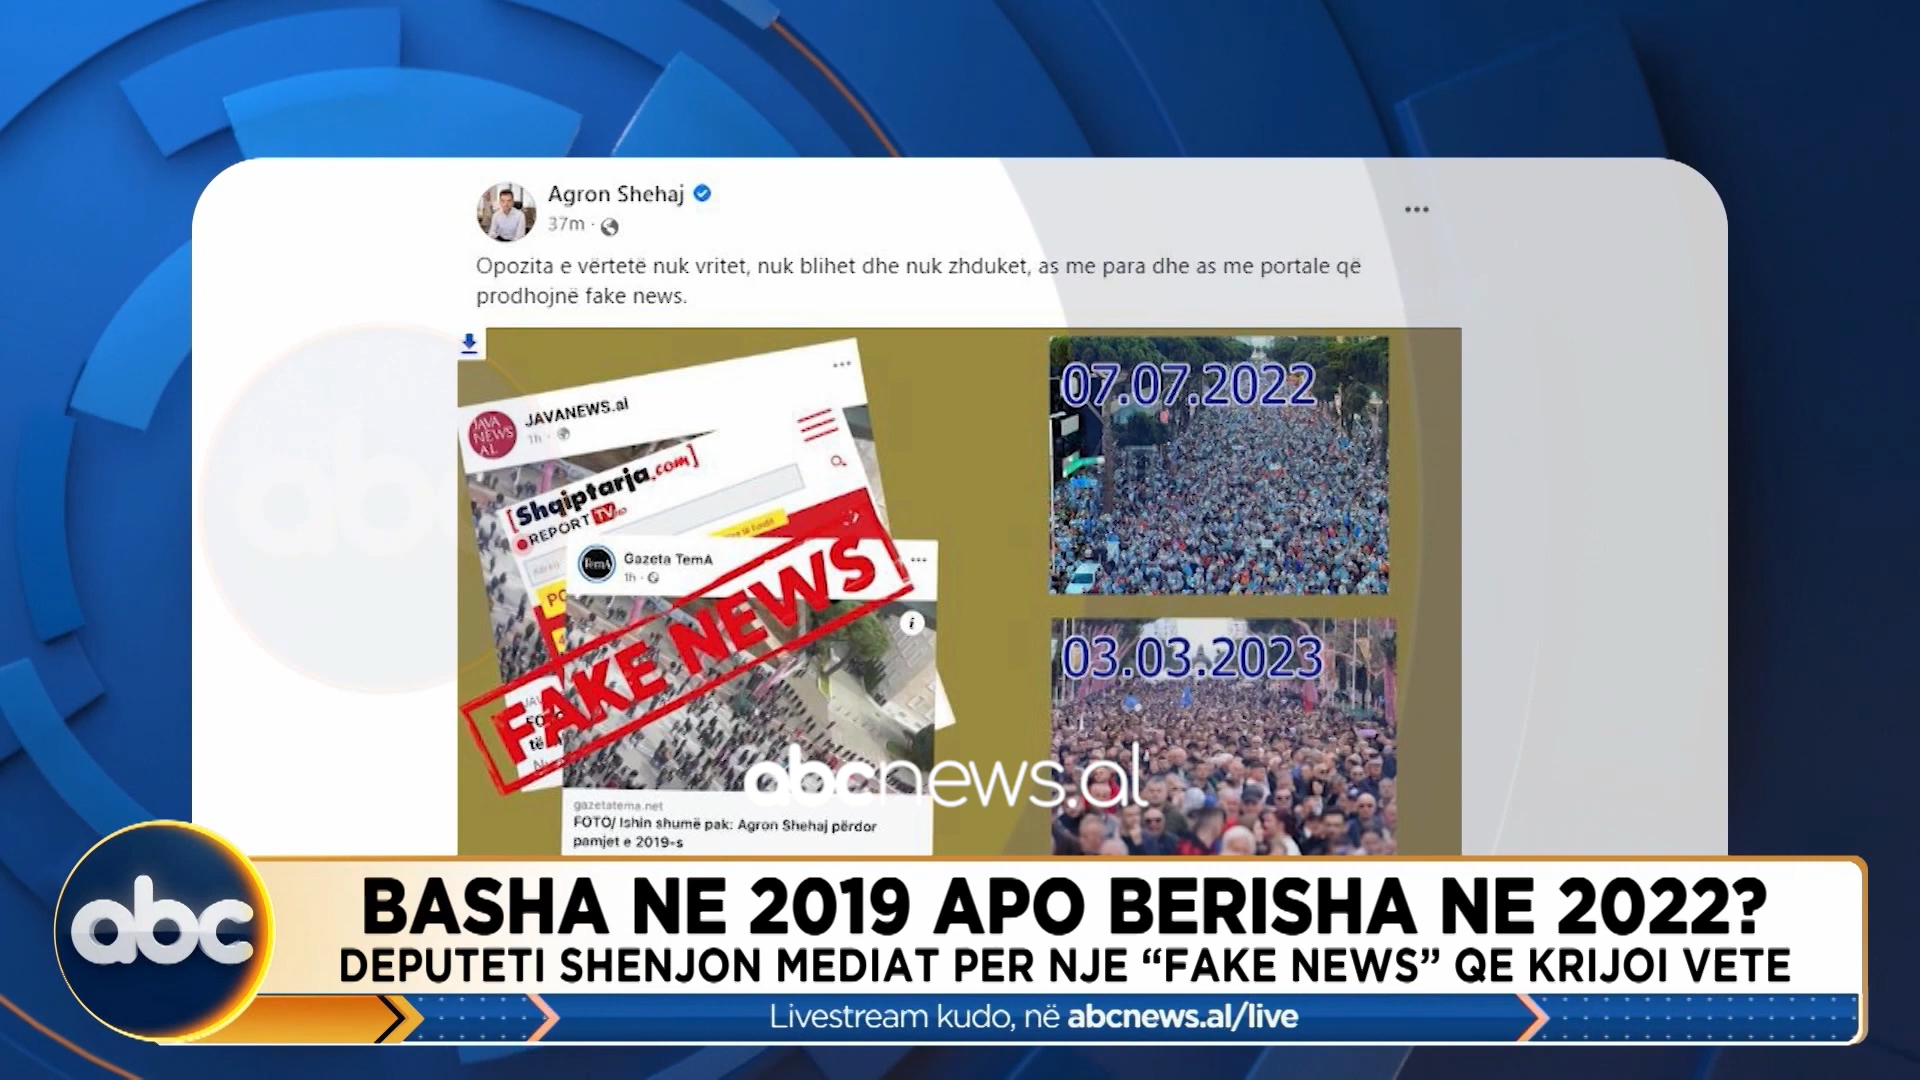 Agron Shehaj
37m
Opozita e vërtetë nuk vritet, nuk blihet dhe nuk zhduket, as me para dhe as me portale që
prodhojnë fake news.
JAVANEWS.al
1h
JAVA
NEWS
AL
[Shqiptarja.com]
REPORT TV
Gazeta TemA
1h
TemA
FAKE NEWS
gazetatema.net
FOTO/ Ishin shumë pak: Agron Shehaj përdor
pamjet e 2019-s
07.07.2022
03.03.2023
abcnews.al
abc
BASHA NE 2019 APO BERISHA NE 2022?
DEPUTETI SHENJON MEDIAT PER NJE “FAKE NEWS” QE KRIJOI VETE
Livestream kudo, në abcnews.al/live